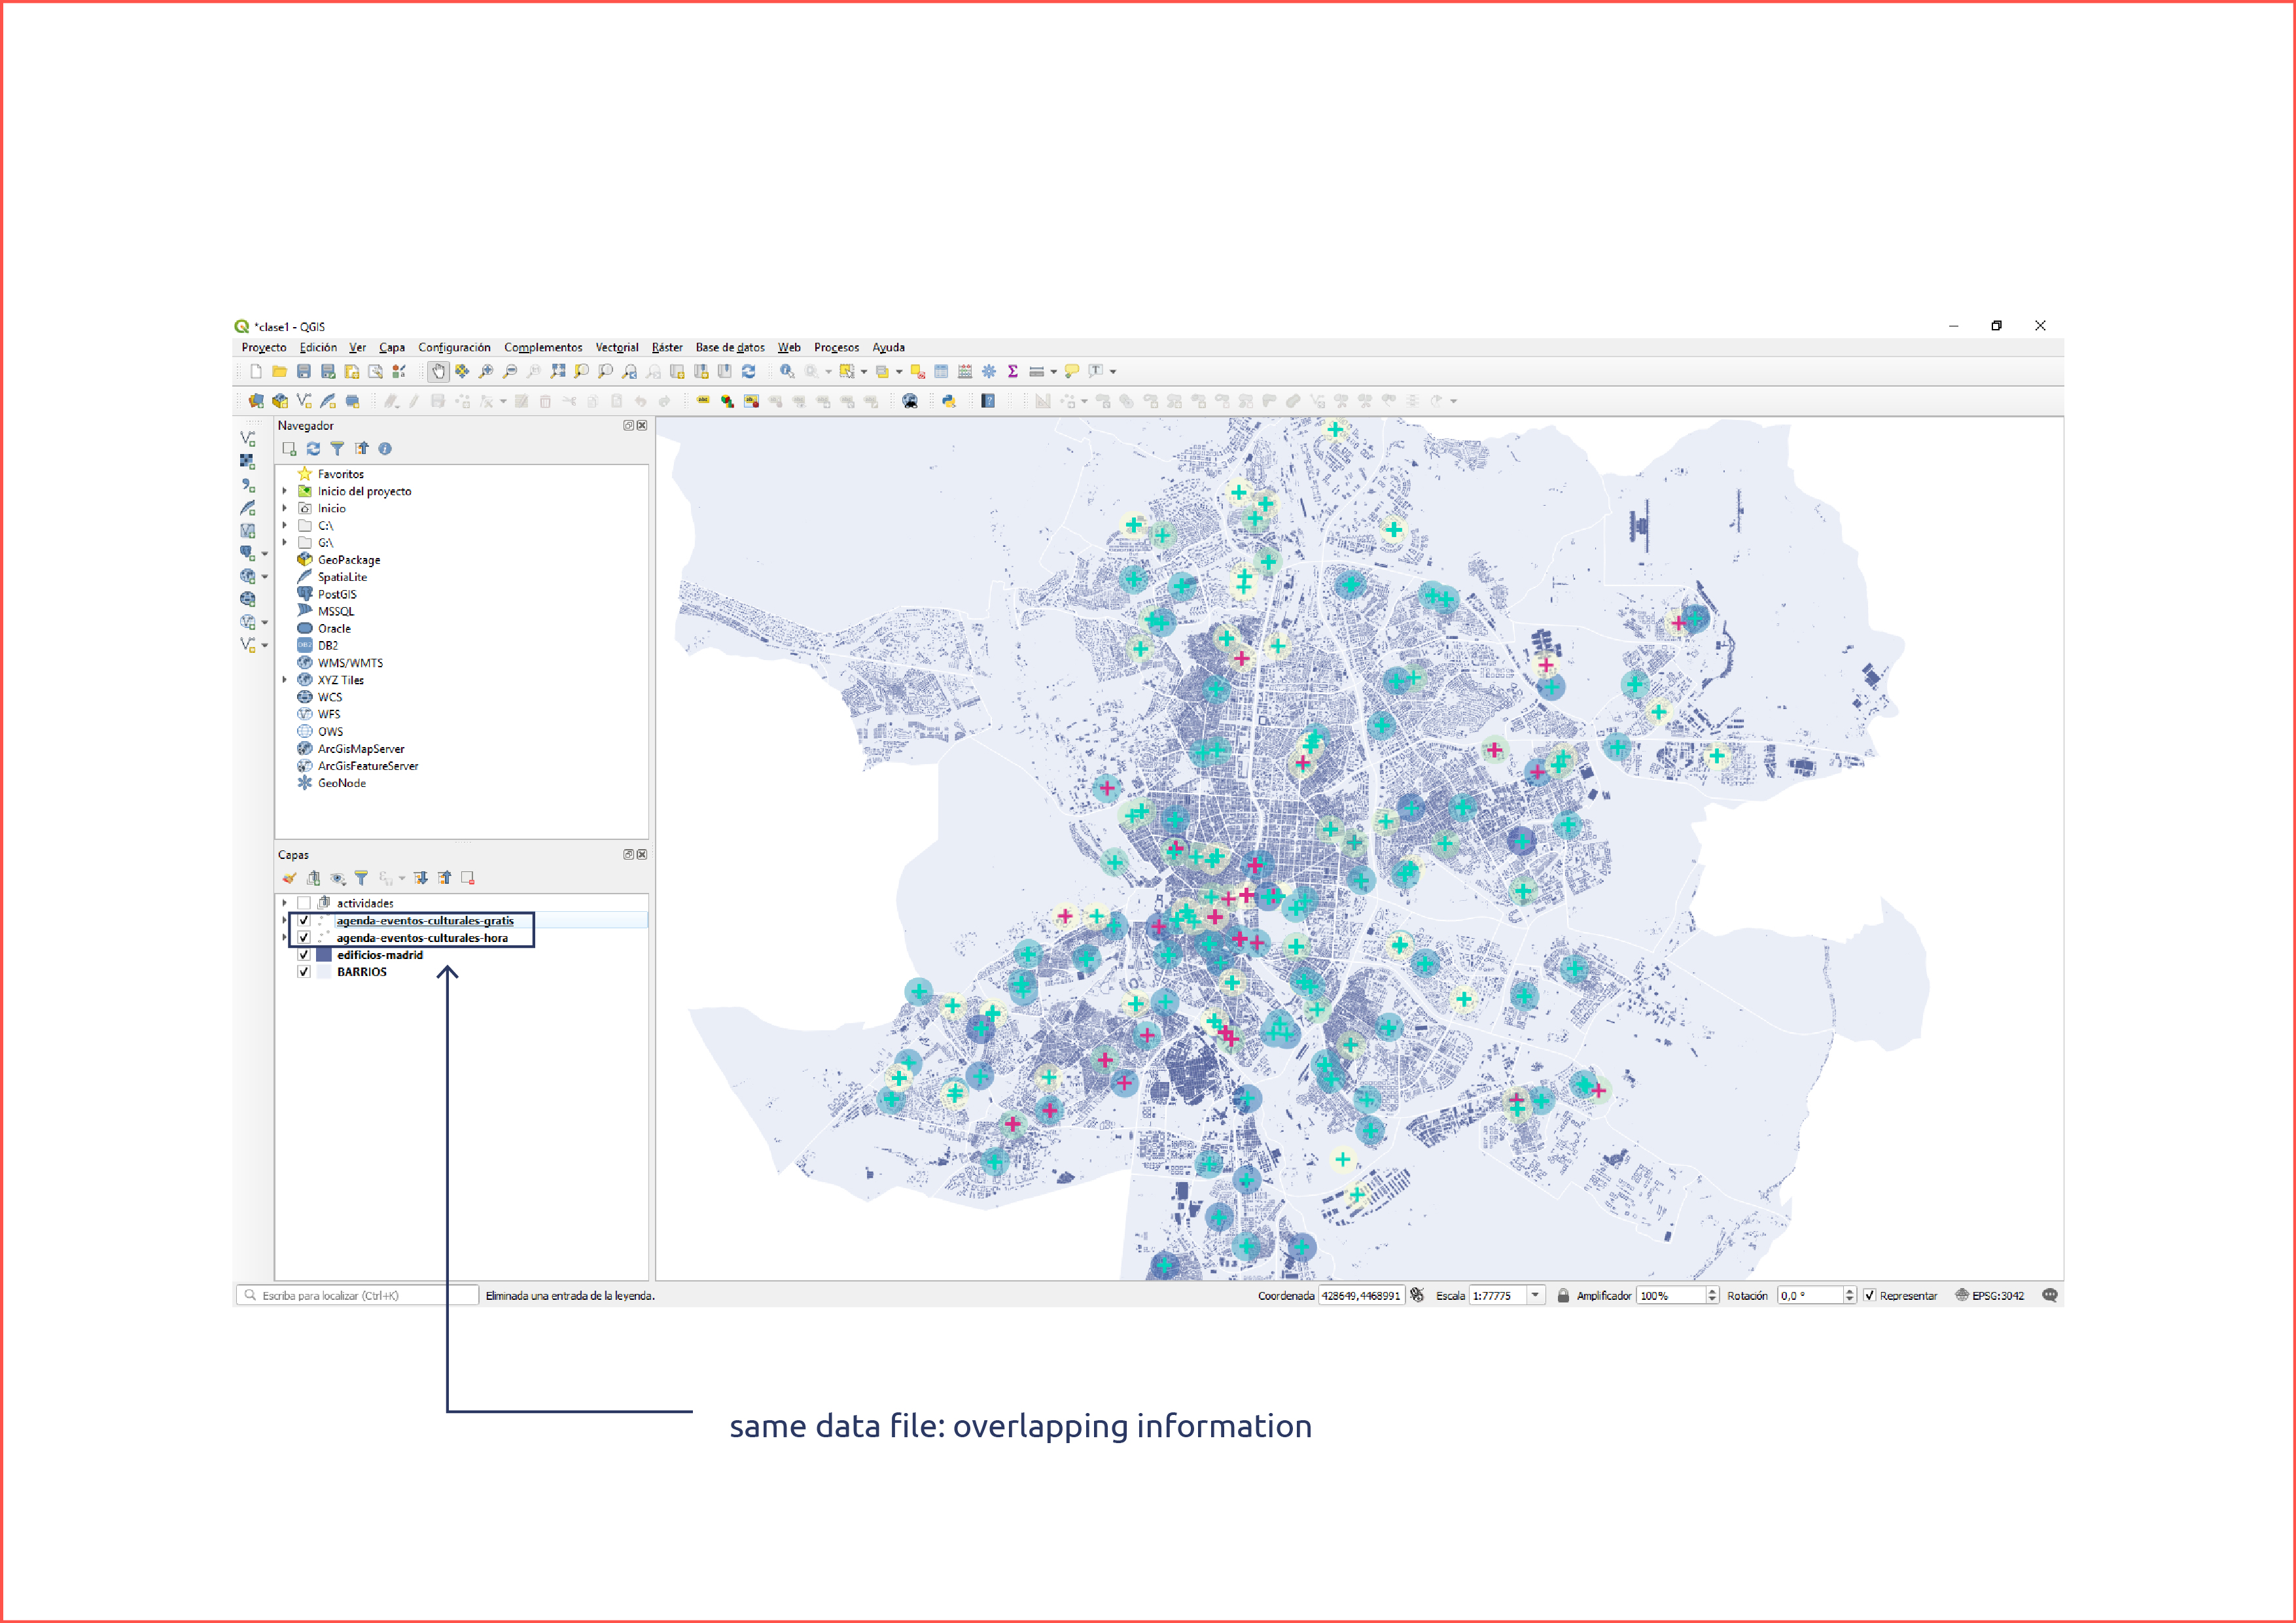 *clase1 - QGIS
Proyecto Edición Ver Capa Configuración Complementos Vectorial Ráster Base de datos Web Procesos Ayuda
Navegador
Favoritos
Inicio del proyecto
Inicio
C:\
G:\
GeoPackage
SpatiaLite
PostGIS
MSSQL
Oracle
DB2
WMS/WMTS
XYZ Tiles
WCS
WFS
OWS
ArcGisMapServer
ArcGisFeatureServer
GeoNode
Capas
actividades
agenda-eventos-culturales-gratis
agenda-eventos-culturales-hora
edificios-madrid
BARRIOS
Escriba para localizar (Ctrl+K) Eliminada una entrada de la leyenda. Coordenada 428649,4468991 Escala 1:77775 Amplificador 100% Rotación 0,0 ° Representar EPSG:3042
same data file: overlapping information